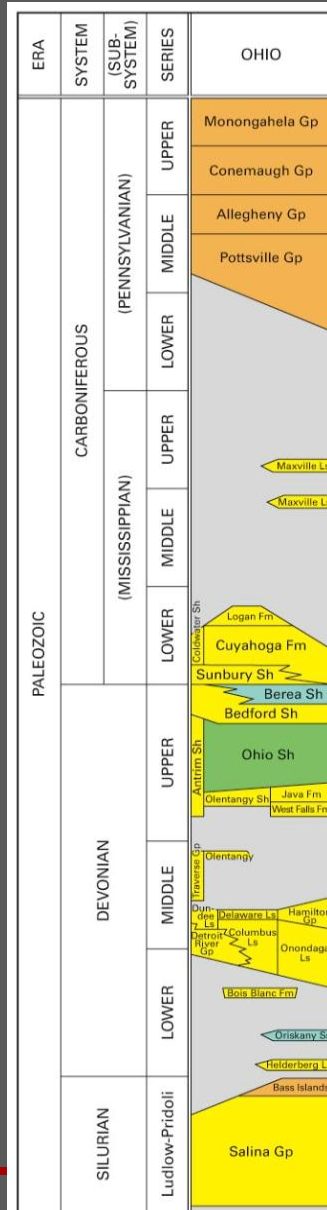 ERA
SYSTEM
(SUB-
SYSTEM)
SERIES
OHIO
PALEOZOIC
CARBONIFEROUS
(PENNSYLVANIAN)
UPPER
Monongahela Gp
Conemaugh Gp
MIDDLE
Allegheny Gp
Pottsville Gp
LOWER
(MISSISSIPPIAN)
UPPER
Maxville Ls
MIDDLE
Maxville Ls
LOWER
Coldwater Sh
Logan Fm
Cuyahoga Fm
Sunbury Sh
DEVONIAN
UPPER
Berea Sh
Bedford Sh
Antrim Sh
Ohio Sh
Olentangy Sh
Java Fm
West Falls Fm
MIDDLE
Traverse Gp
Olentangy
Dun-
dee
Ls
Delaware Ls
Hamilton
Gp
Detroit
River
Gp
Columbus
Ls
Onondaga
Ls
LOWER
Bois Blanc Fm
Oriskany S
Helderberg L
SILURIAN
Ludlow-Pridoli
Bass Islands
Salina Gp